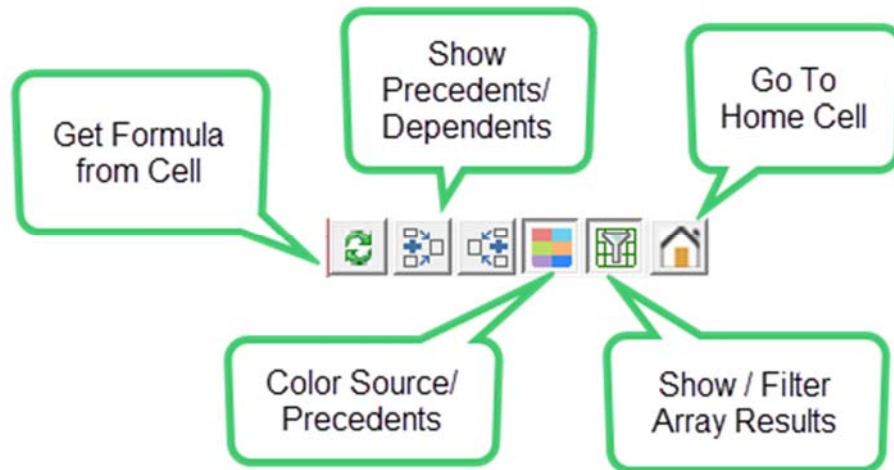 Show
Precedents/
Dependents
Go To
Home Cell
Get Formula
from Cell
Color Source/
Precedents
Show / Filter
Array Results